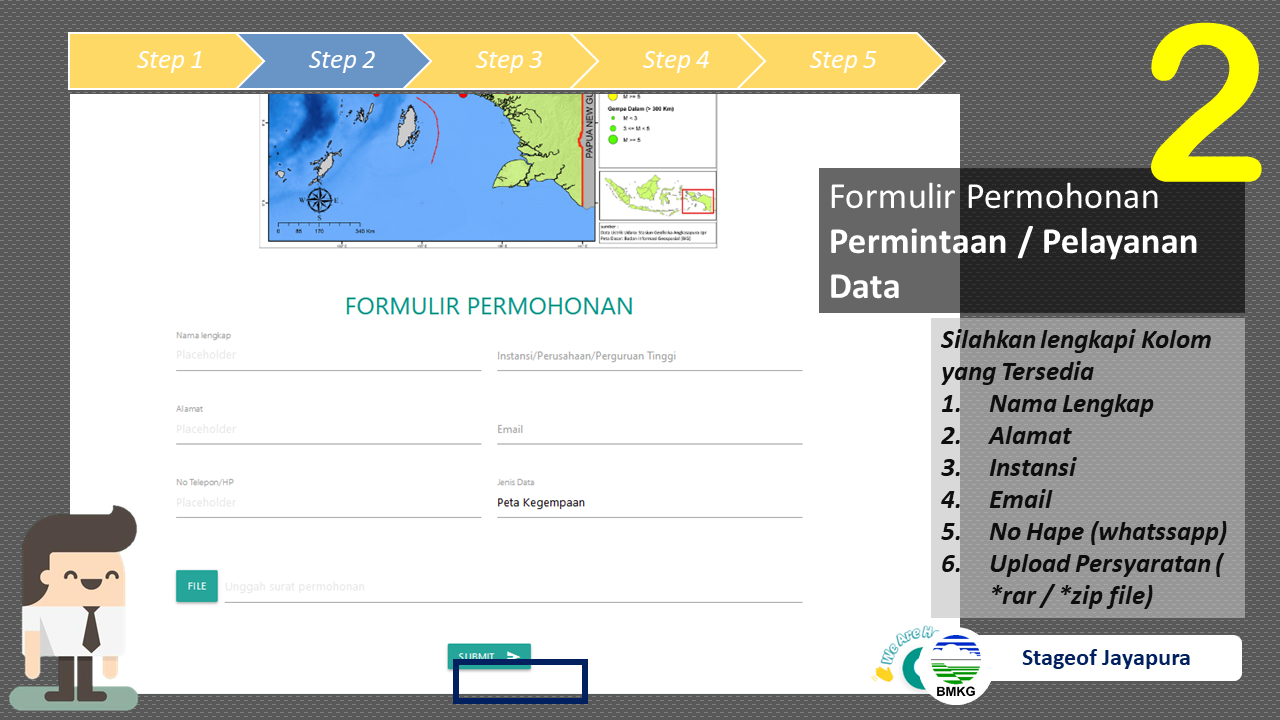 Step 1
Step 2
Step 3
Step 4
Step 5
2
Formulir Permohonan
Permintaan / Pelayanan
Data
Silahkan lengkapi Kolom
yang Tersedia
1. Nama Lengkap
2. Alamat
3. Instansi
4. Email
5. No Hape (whatssapp)
6. Upload Persyaratan (
*rar / *zip file)
PAPUA NEW GU
M >= 5
Gempa Dalam (> 300 Km)
M < 3
3 <= M < 5
M >= 5
W E
S
0 85 170 340 Km
FORMULIR PERMOHONAN
Nama lengkap
Placeholder
Instansi/Perusahaan/Perguruan Tinggi
Alamat
Placeholder
Email
No Telepon/HP
Placeholder
Jenis Data
Peta Kegempaan
FILE
Unggah surat permohonan
SUBMIT
We Are H
BMKG
Stageof Jayapura